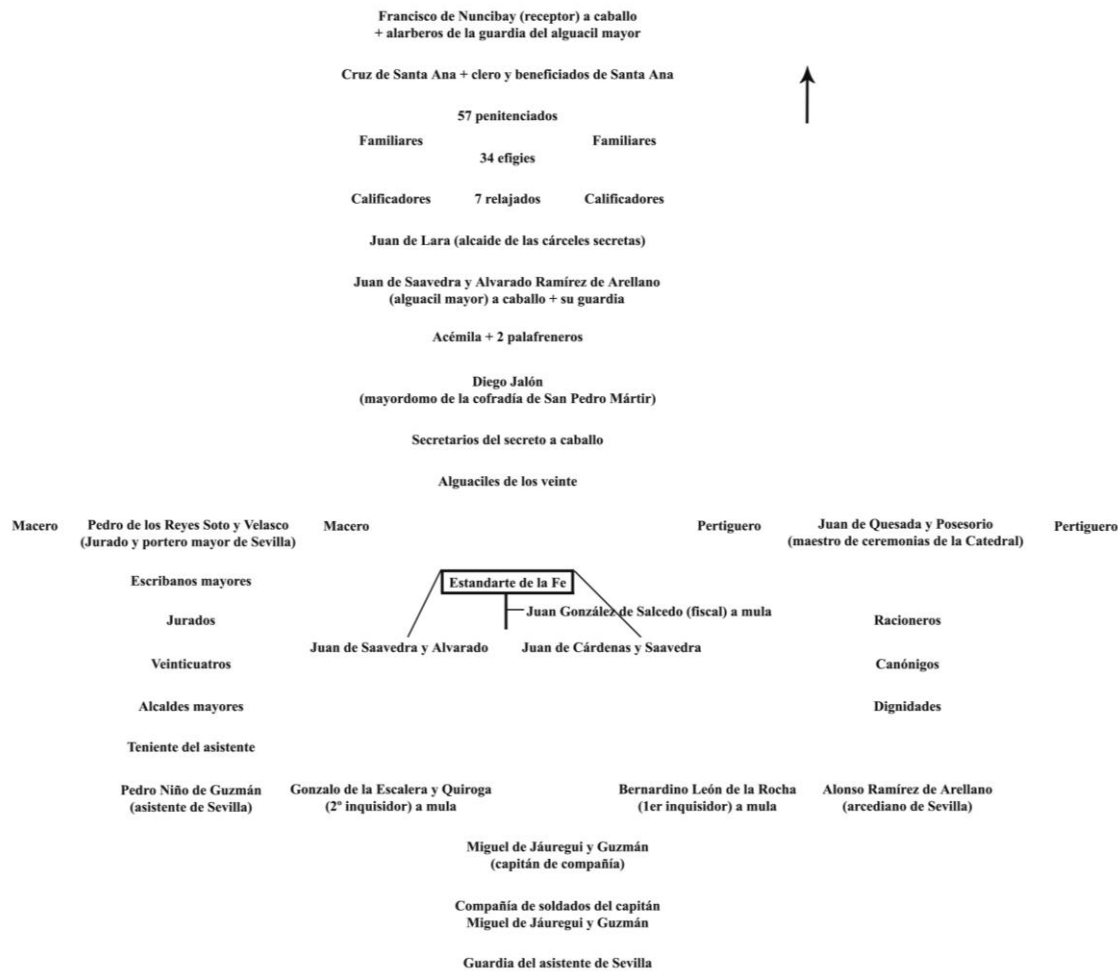 Francisco de Nuncibay (receptor) a caballo
+ alarberos de la guardia del alguacil mayor
Cruz de Santa Ana + clero y beneficiados de Santa Ana
57 penitenciados
Familiares Familiares
34 efigies
Calificadores 7 relajados Calificadores
Juan de Lara (alcaide de las cárceles secretas)
Juan de Saavedra y Alvarado Ramírez de Arellano
(alguacil mayor) a caballo + su guardia
Acémila + 2 palafreneros
Diego Jalón
(mayordomo de la cofradía de San Pedro Mártir)
Secretarios del secreto a caballo
Alguaciles de los veinte
Macero Pedro de los Reyes Soto y Velasco Macero Pertiguero Juan de Quesada y Posesorio Pertiguero
(Jurado y portero mayor de Sevilla) (maestro de ceremonias de la Catedral)
Escribanos mayores Estandarte de la Fe
Juan González de Salcedo (fiscal) a mula
Jurados Racioneros
Juan de Saavedra y Alvarado Juan de Cárdenas y Saavedra
Veinticuatros Canónigos
Alcaldes mayores Dignidades
Teniente del asistente
Pedro Niño de Guzmán Gonzalo de la Escalera y Quiroga Bernardino León de la Rocha Alonso Ramírez de Arellano
(asistente de Sevilla) (2º inquisidor) a mula (1er inquisidor) a mula (arcediano de Sevilla)
Miguel de Jáuregui y Guzmán
(capitán de compañía)
Compañía de soldados del capitán
Miguel de Jáuregui y Guzmán
Guardia del asistente de Sevilla